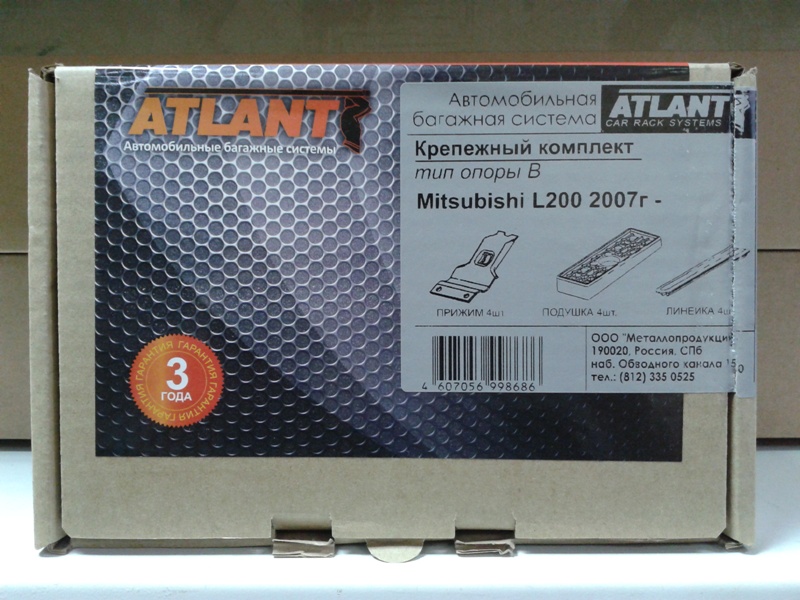 ATLANT
Автомобильные багажные системы
ГАРАНТИЯ ГАРАНТИЯ ГАРАНТИЯ ГАРАНТИЯ
3
ГОДА
Автомобильная
багажная система
ATLANT
CAR RACK SYSTEMS
Крепежный комплект
тип опоры В
Mitsubishi L200 2007г -
ПРИЖИМ 4шт
ПОДУШКА 4шт.
ЛИНЕЙКА 4ш
4 607056 998686
ООО "Металлопродукци
190020, Россия, СПб
наб. Обводного канала
тел.: (812) 335 0525